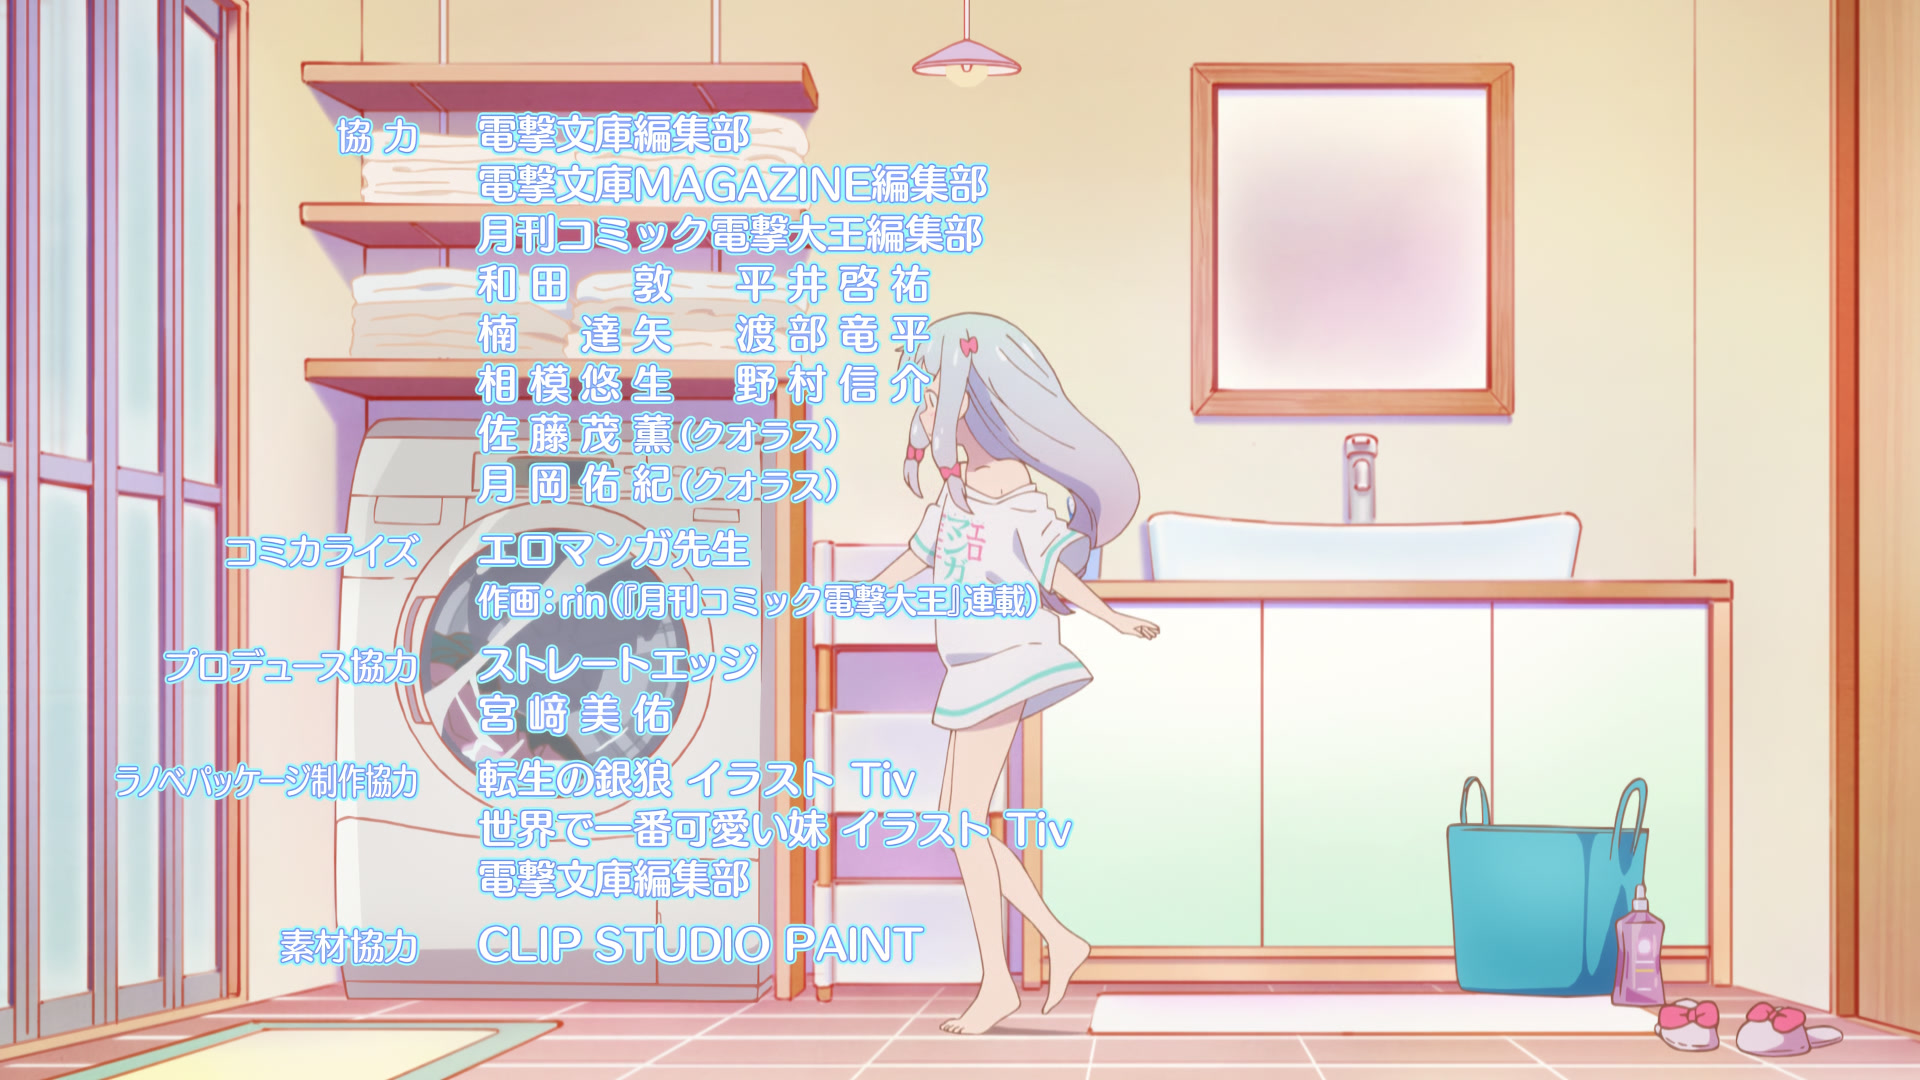 協力 電撃文庫編集部
電撃文庫MAGAZINE編集部
月刊コミック電撃大王編集部
和田 敦 平井啓祐
楠 達矢 渡部竜平
相模悠生 野村信介
佐藤茂薫(クオラス)
月岡佑紀(クオラス)
コミカライズ エロマンガ先生
作画：rin(『月刊コミック電撃大王』連載)
プロデュース協力 ストレートエッジ
宮﨑美佑
ラノベパッケージ制作協力 転生の銀狼 イラスト Tiv
世界で一番可愛い妹 イラスト Tiv
電撃文庫編集部
素材協力 CLIP STUDIO PAINT
エロ
マンガ